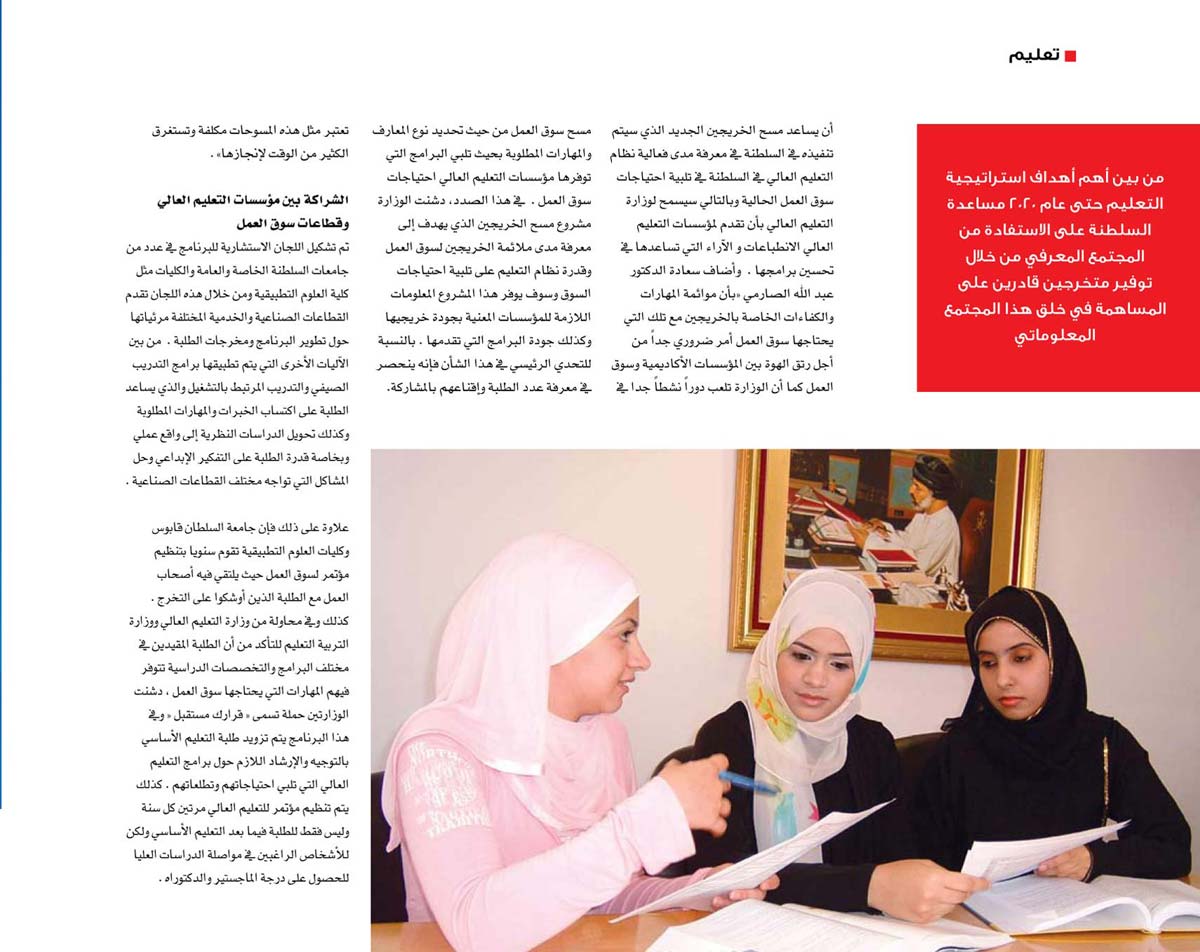 تعليم
من بين أهم أهداف استراتيجية
التعليم حتى عام ٢٠٢٠ مساعدة
السلطنة على الاستفادة من
المجتمع المعرفي من خلال
توفير متخرجين قادرين على
المساهمة في خلق هذا المجتمع
المعلوماتي
أن يساعد مسح الخريجين الجديد الذي سيتم
تنفيذه في السلطنة في معرفة مدى فعالية نظام
التعليم العالي في السلطنة في تلبية احتياجات
سوق العمل الحالية وبالتالي سيسمح لوزارة
التعليم العالي بأن تقدم لمؤسسات التعليم
العالي الانطباعات و الآراء التي تساعدها في
تحسين برامجها . وأضاف سعادة الدكتور
عبد الله الصارمي «بأن موائمة المهارات
والكفاءات الخاصة بالخريجين مع تلك التي
يحتاجها سوق العمل أمر ضروري جداً من
أجل رتق الهوة بين المؤسسات الأكاديمية وسوق
العمل كما أن الوزارة تلعب دوراً نشطاً جدا في
مسح سوق العمل من حيث تحديد نوع المعارف
والمهارات المطلوبة بحيث تلبي البرامج التي
توفرها مؤسسات التعليم العالي احتياجات
سوق العمل . في هذا الصدد، دشنت الوزارة
مشروع مسح الخريجين الذي يهدف إلى
معرفة مدى ملائمة الخريجين لسوق العمل
وقدرة نظام التعليم على تلبية احتياجات
السوق وسوف يوفر هذا المشروع المعلومات
اللازمة للمؤسسات المعنية بجودة خريجيها
وكذلك جودة البرامج التي تقدمها . بالنسبة
للتحدي الرئيسي في هذا الشأن فإنه ينحصر
في معرفة عدد الطلبة وإقناعهم بالمشاركة.
تعتبر مثل هذه المسوحات مكلفة وتستغرق
الكثير من الوقت لإنجازها» .
الشراكة بين مؤسسات التعليم العالي
وقطاعات سوق العمل
تم تشكيل اللجان الاستشارية للبرنامج في عدد من
جامعات السلطنة الخاصة والعامة والكليات مثل
كلية العلوم التطبيقية ومن خلال هذه اللجان تقدم
القطاعات الصناعية والخدمية المختلفة مرئياتها
حول تطوير البرنامج ومخرجات الطلبة . من بين
الآليات الأخرى التي يتم تطبيقها برامج التدريب
الصيفي والتدريب المرتبط بالتشغيل والذي يساعد
الطلبة على اكتساب الخبرات والمهارات المطلوبة
وكذلك تحويل الدراسات النظرية إلى واقع عملي
وبخاصة قدرة الطلبة على التفكير الإبداعي وحل
المشاكل التي تواجه مختلف القطاعات الصناعية .
علاوة على ذلك فإن جامعة السلطان قابوس
وكليات العلوم التطبيقية تقوم سنويا بتنظيم
مؤتمر لسوق العمل حيث يلتقي فيه أصحاب
العمل مع الطلبة الذين أوشكوا على التخرج .
كذلك وفي محاولة من وزارة التعليم العالي ووزارة
التربية التعليم للتأكد من أن الطلبة المقيدين في
مختلف البرامج والتخصصات الدراسية تتوفر
فيهم المهارات التي يحتاجها سوق العمل ، دشنت
الوزارتين حملة تسمى « قرارك مستقبل « وفي
هذا البرنامج يتم تزويد طلبة التعليم الأساسي
بالتوجيه والإرشاد اللازم حول برامج التعليم
العالي التي تلبي احتياجاتهم وتطلعاتهم . كذلك
يتم تنظيم مؤتمر للتعليم العالي مرتين كل سنة
وليس فقط للطلبة فيما بعد التعليم الأساسي ولكن
للأشخاص الراغبين في مواصلة الدراسات العليا
للحصول على درجة الماجستير والدكتوراه .